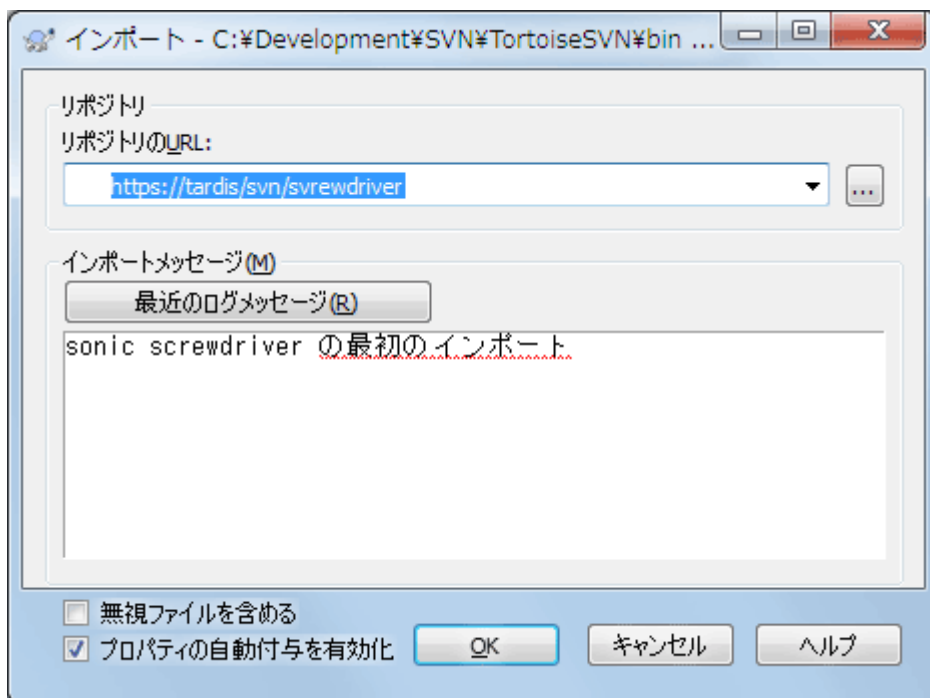 インポート - C:¥Development¥SVN¥TortoiseSVN¥bin ...
リポジトリ
リポジトリのURL:
https://tardis/svn/svrewdriver
...
インポートメッセージ(M)
最近のログメッセージ(R)
sonic screwdriver の最初のインポート
無視ファイルを含める
プロパティの自動付与を有効化
OK
キャンセル
ヘルプ